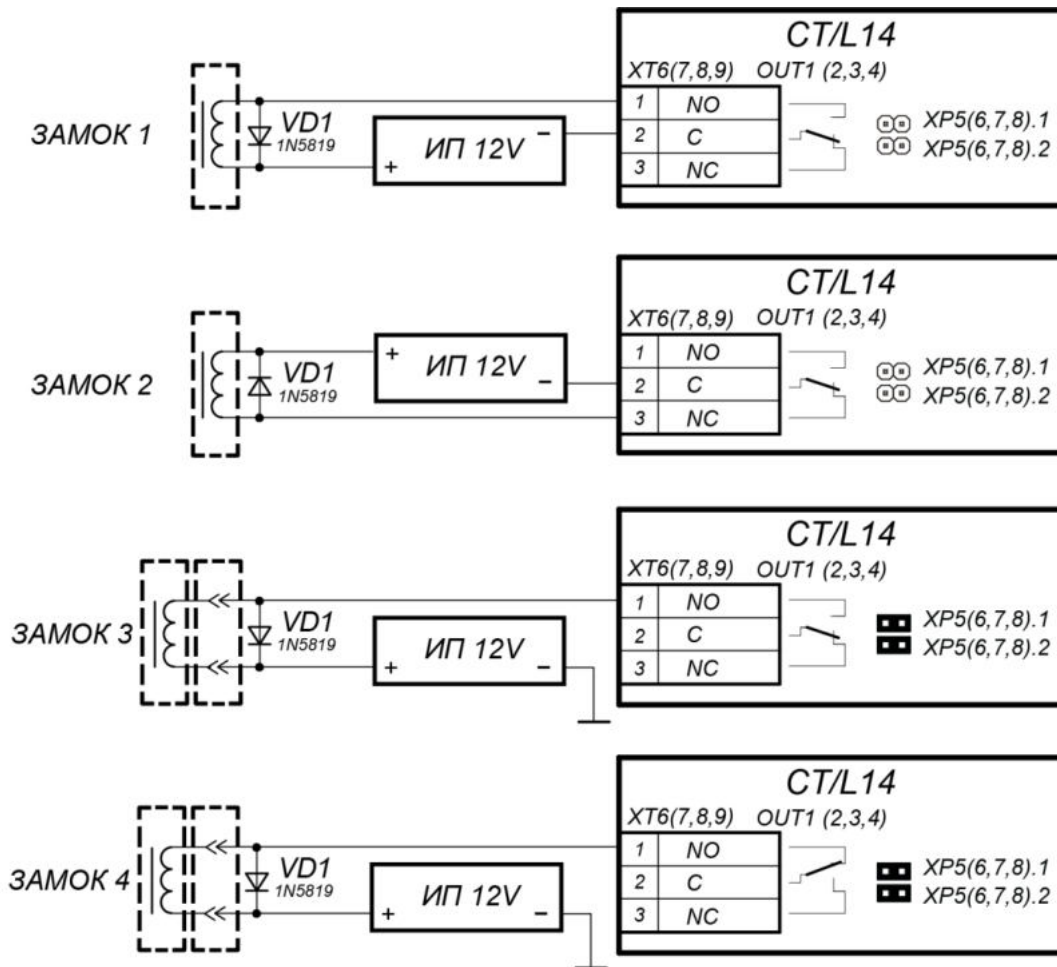 CT/L14
XT6(7,8,9) OUT1 (2,3,4)
ЗАМОК 1
VD1
1N5819
+ ИП 12V −
1 NO
2 C
3 NC
XP5(6,7,8).1
XP5(6,7,8).2
CT/L14
XT6(7,8,9) OUT1 (2,3,4)
ЗАМОК 2
VD1
1N5819
+ ИП 12V −
1 NO
2 C
3 NC
XP5(6,7,8).1
XP5(6,7,8).2
CT/L14
XT6(7,8,9) OUT1 (2,3,4)
ЗАМОК 3
VD1
1N5819
+ ИП 12V −
1 NO
2 C
3 NC
XP5(6,7,8).1
XP5(6,7,8).2
CT/L14
XT6(7,8,9) OUT1 (2,3,4)
ЗАМОК 4
VD1
1N5819
+ ИП 12V −
1 NO
2 C
3 NC
XP5(6,7,8).1
XP5(6,7,8).2